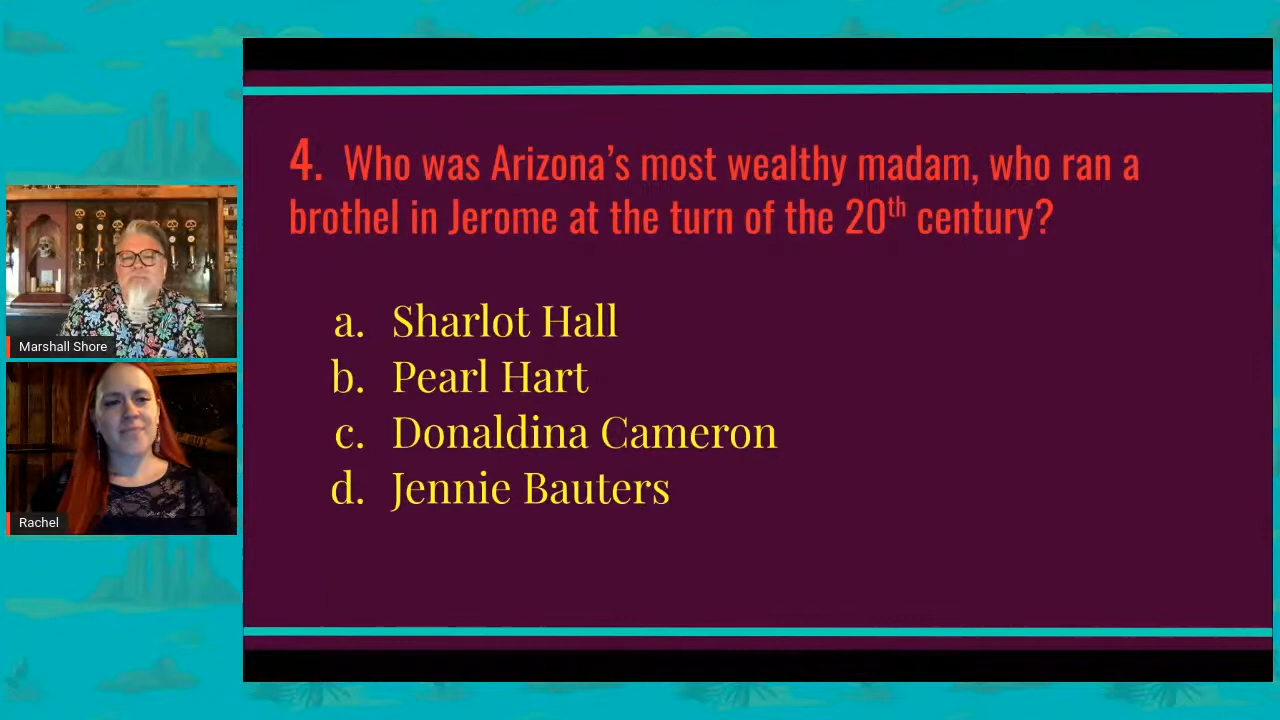 4. Who was Arizona’s most wealthy madam, who ran a
brothel in Jerome at the turn of the 20th century?
a. Sharlot Hall
b. Pearl Hart
c. Donaldina Cameron
d. Jennie Bauters
Marshall Shore
Rachel